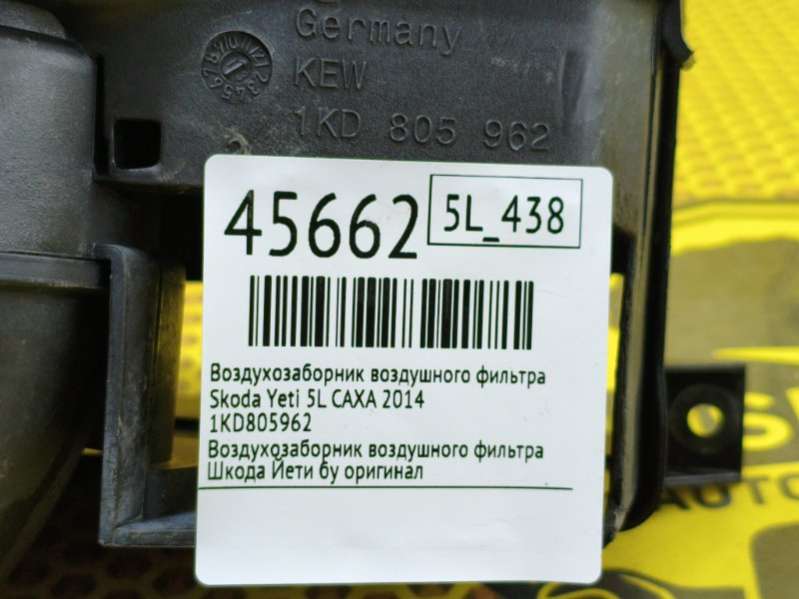 Germany
KEW
1KD 805 962
45662
5L_438
Воздухозаборник воздушного фильтра
Skoda Yeti 5L CAXA 2014
1KD805962
Воздухозаборник воздушного фильтра
Шкода Йети бу оригинал
AUTO